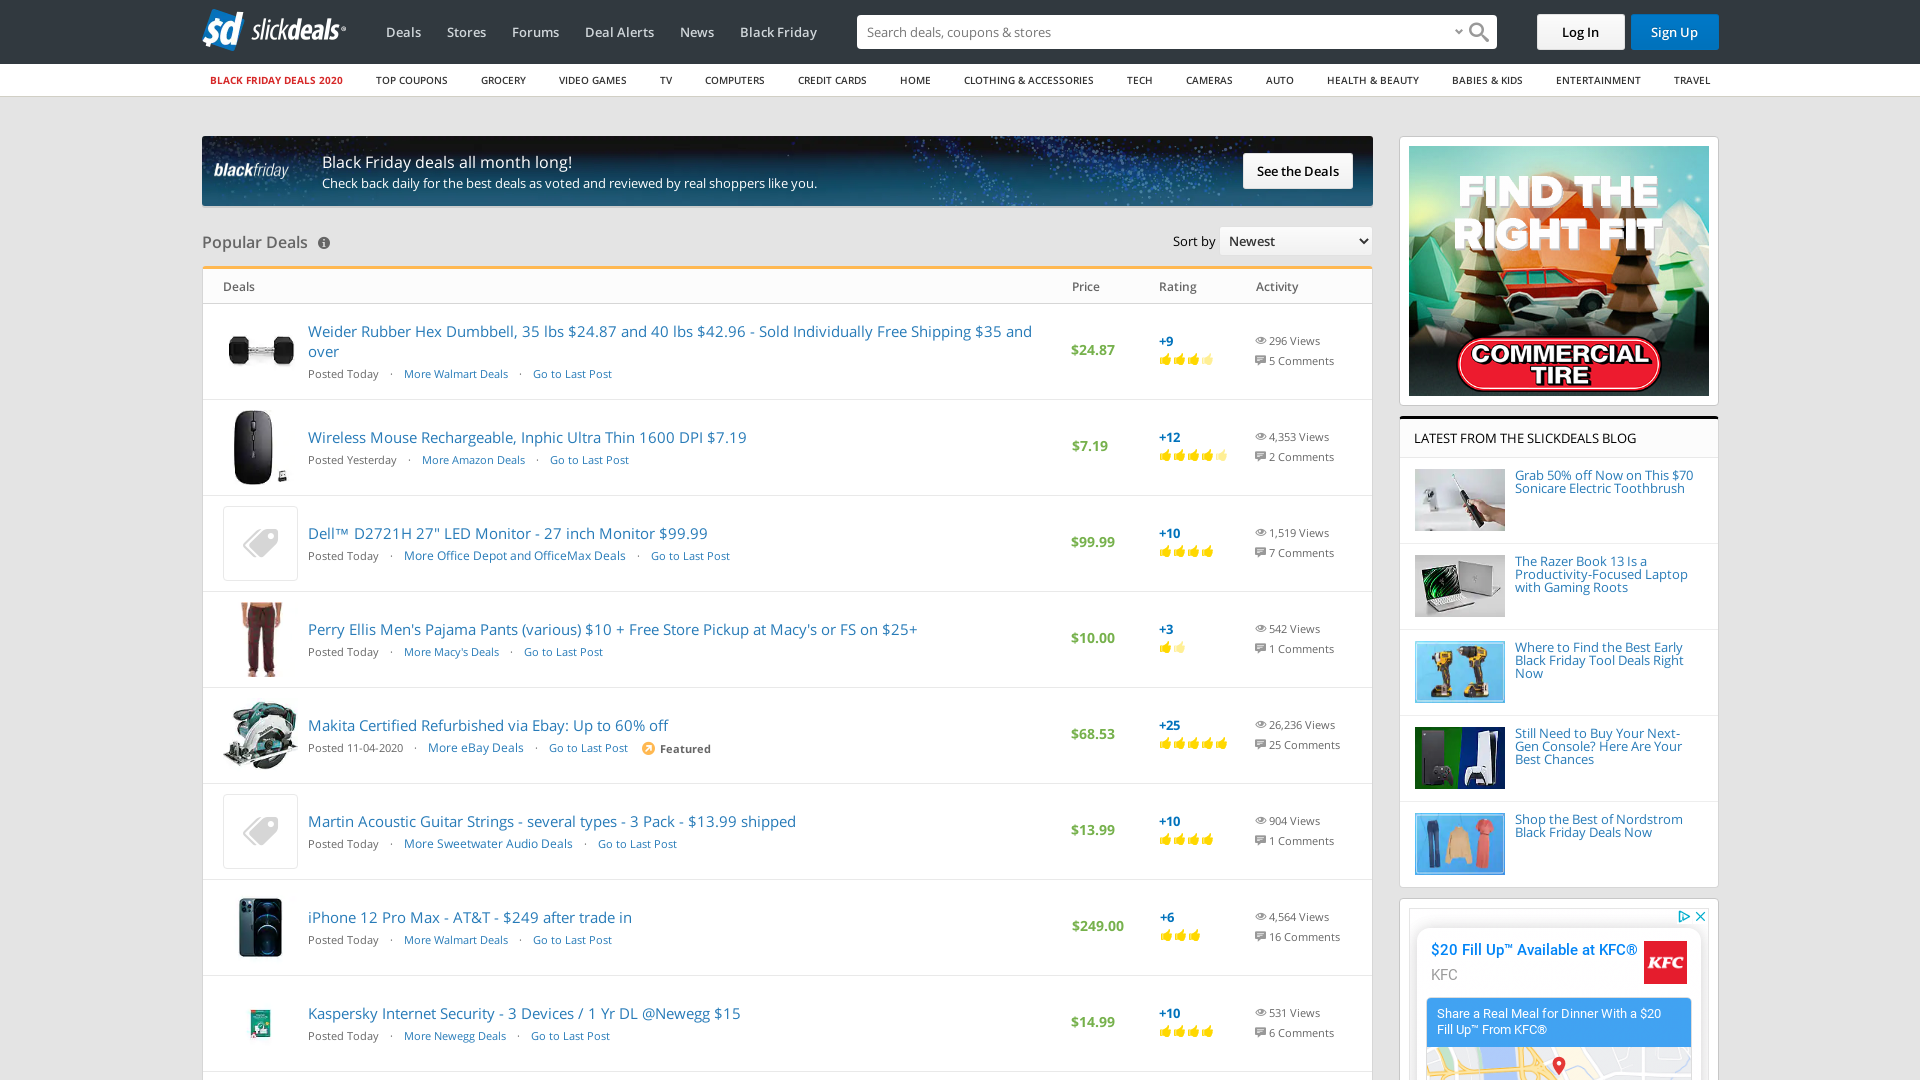 sd slickdeals®
Deals
Stores
Forums
Deal Alerts
News
Black Friday
Search deals, coupons & shops
Log In
Sign Up
BLACK FRIDAY DEALS 2020
TOP COUPONS
GROCERY
VIDEO GAMES
TV
COMPUTERS
CREDIT CARDS
HOME
CLOTHING & ACCESSORIES
TECH
CAMERAS
AUTO
HEALTH & BEAUTY
BABIES & KIDS
ENTERTAINMENT
TRAVEL
blackfriday
Black Friday deals all month long!
Check back daily for the best deals as voted and reviewed by real shoppers like you.
See the Deals
Popular Deals
Sort by Newest
Deals
Price
Rating
Activity
Weider Rubber Hex Dumbbell, 35 lbs $24.87 and 40 lbs $42.96 - Sold Individually Free Shipping $35 and
over
Posted Today · More Walmart Deals · Go to Last Post
$24.87
+9
296 Views
5 Comments
Wireless Mouse Rechargeable, Inphic Ultra Thin 1600 DPI $7.19
Posted Yesterday · More Amazon Deals · Go to Last Post
$7.19
+12
4,353 Views
2 Comments
Dell™ D2721H 27" LED Monitor - 27 inch Monitor $99.99
Posted Today · More Office Depot and OfficeMax Deals · Go to Last Post
$99.99
+10
1,519 Views
7 Comments
Perry Ellis Men's Pajama Pants (various) $10 + Free Store Pickup at Macy's or FS on $25+
Posted Today · More Macy's Deals · Go to Last Post
$10.00
+3
542 Views
1 Comments
Makita Certified Refurbished via Ebay: Up to 60% off
Posted 11-04-2020 · More eBay Deals · Go to Last Post Featured
$68.53
+25
26,236 Views
25 Comments
Martin Acoustic Guitar Strings - several types - 3 Pack - $13.99 shipped
Posted Today · More Sweetwater Audio Deals · Go to Last Post
$13.99
+10
904 Views
1 Comments
iPhone 12 Pro Max - AT&T - $249 after trade in
Posted Today · More Walmart Deals · Go to Last Post
$249.00
+6
4,564 Views
16 Comments
Kaspersky Internet Security - 3 Devices / 1 Yr DL @Newegg $15
Posted Today · More Newegg Deals · Go to Last Post
$14.99
+10
531 Views
6 Comments
FIND THE
RIGHT FIT
COMMERCIAL
TIRE
LATEST FROM THE SLICKDEALS BLOG
Grab 50% off Now on This $70
Sonicare Electric Toothbrush
The Razer Book 13 Is a
Productivity-Focused Laptop
with Gaming Roots
Where to Find the Best Early
Black Friday Tool Deals Right
Now
Still Need to Buy Your Next-
Gen Console? Here Are Your
Best Chances
Shop the Best of Nordstrom
Black Friday Deals Now
$20 Fill Up™ Available at KFC®
KFC
KFC
Share a Real Meal for Dinner With a $20
Fill Up™ From KFC®